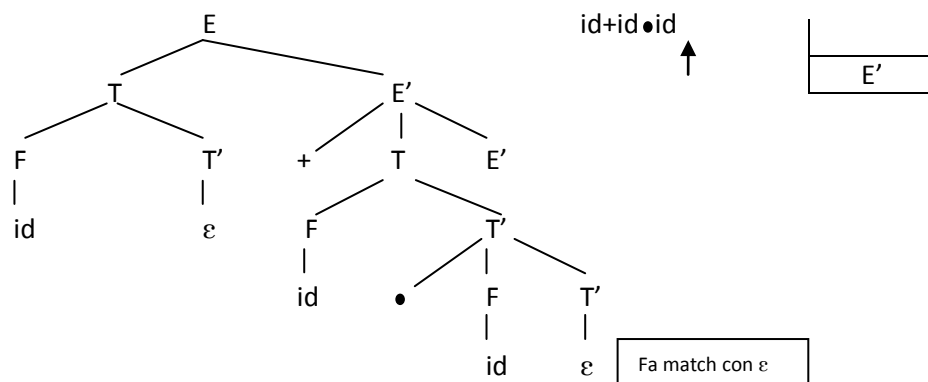 E
id+id●id
T E’ E’
F T’ + T E’
id ε F T’
id ● F T’
id ε Fa match con ε